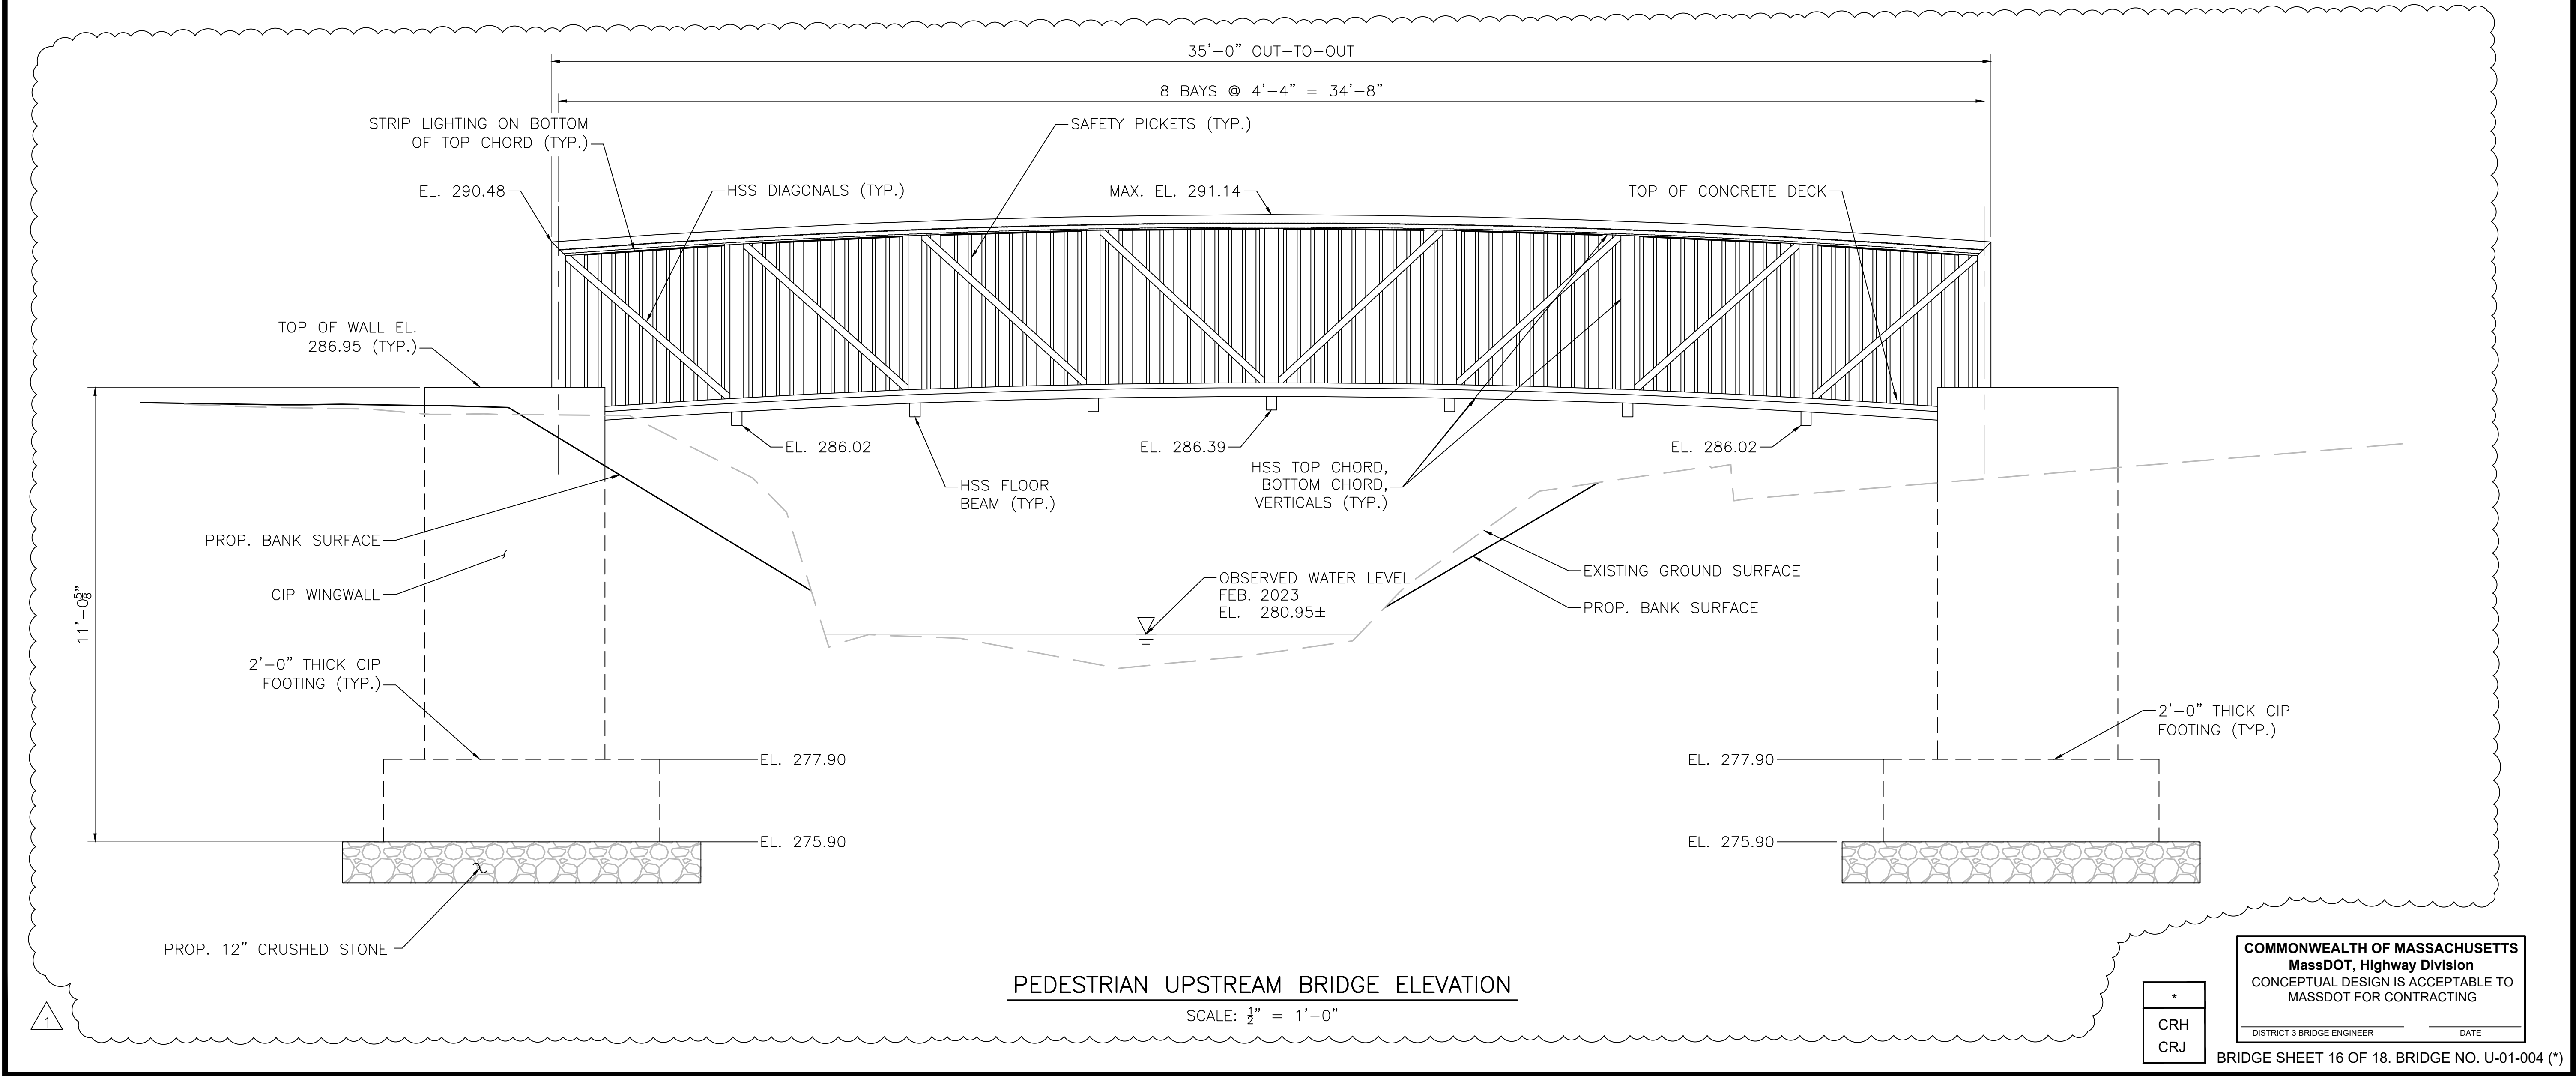 35'-0" OUT-TO-OUT
8 BAYS @ 4'-4" = 34'-8"
STRIP LIGHTING ON BOTTOM
OF TOP CHORD (TYP.)
SAFETY PICKETS (TYP.)
EL. 290.48
HSS DIAGONALS (TYP.)
MAX. EL. 291.14
TOP OF CONCRETE DECK
TOP OF WALL EL.
286.95 (TYP.)
EL. 286.02
EL. 286.39
EL. 286.02
HSS FLOOR
BEAM (TYP.)
HSS TOP CHORD,
BOTTOM CHORD,
VERTICALS (TYP.)
PROP. BANK SURFACE
CIP WINGWALL
11'-0 5/8"
OBSERVED WATER LEVEL
FEB. 2023
EL. 280.95±
EXISTING GROUND SURFACE
PROP. BANK SURFACE
2'-0" THICK CIP
FOOTING (TYP.)
2'-0" THICK CIP
FOOTING (TYP.)
EL. 277.90
EL. 277.90
EL. 275.90
EL. 275.90
PROP. 12" CRUSHED STONE
PEDESTRIAN UPSTREAM BRIDGE ELEVATION
SCALE: 1/2" = 1'-0"
1
*
CRH
CRJ
COMMONWEALTH OF MASSACHUSETTS
MassDOT, Highway Division
CONCEPTUAL DESIGN IS ACCEPTABLE TO
MASSDOT FOR CONTRACTING
DISTRICT 3 BRIDGE ENGINEER DATE
BRIDGE SHEET 16 OF 18. BRIDGE NO. U-01-004 (*)